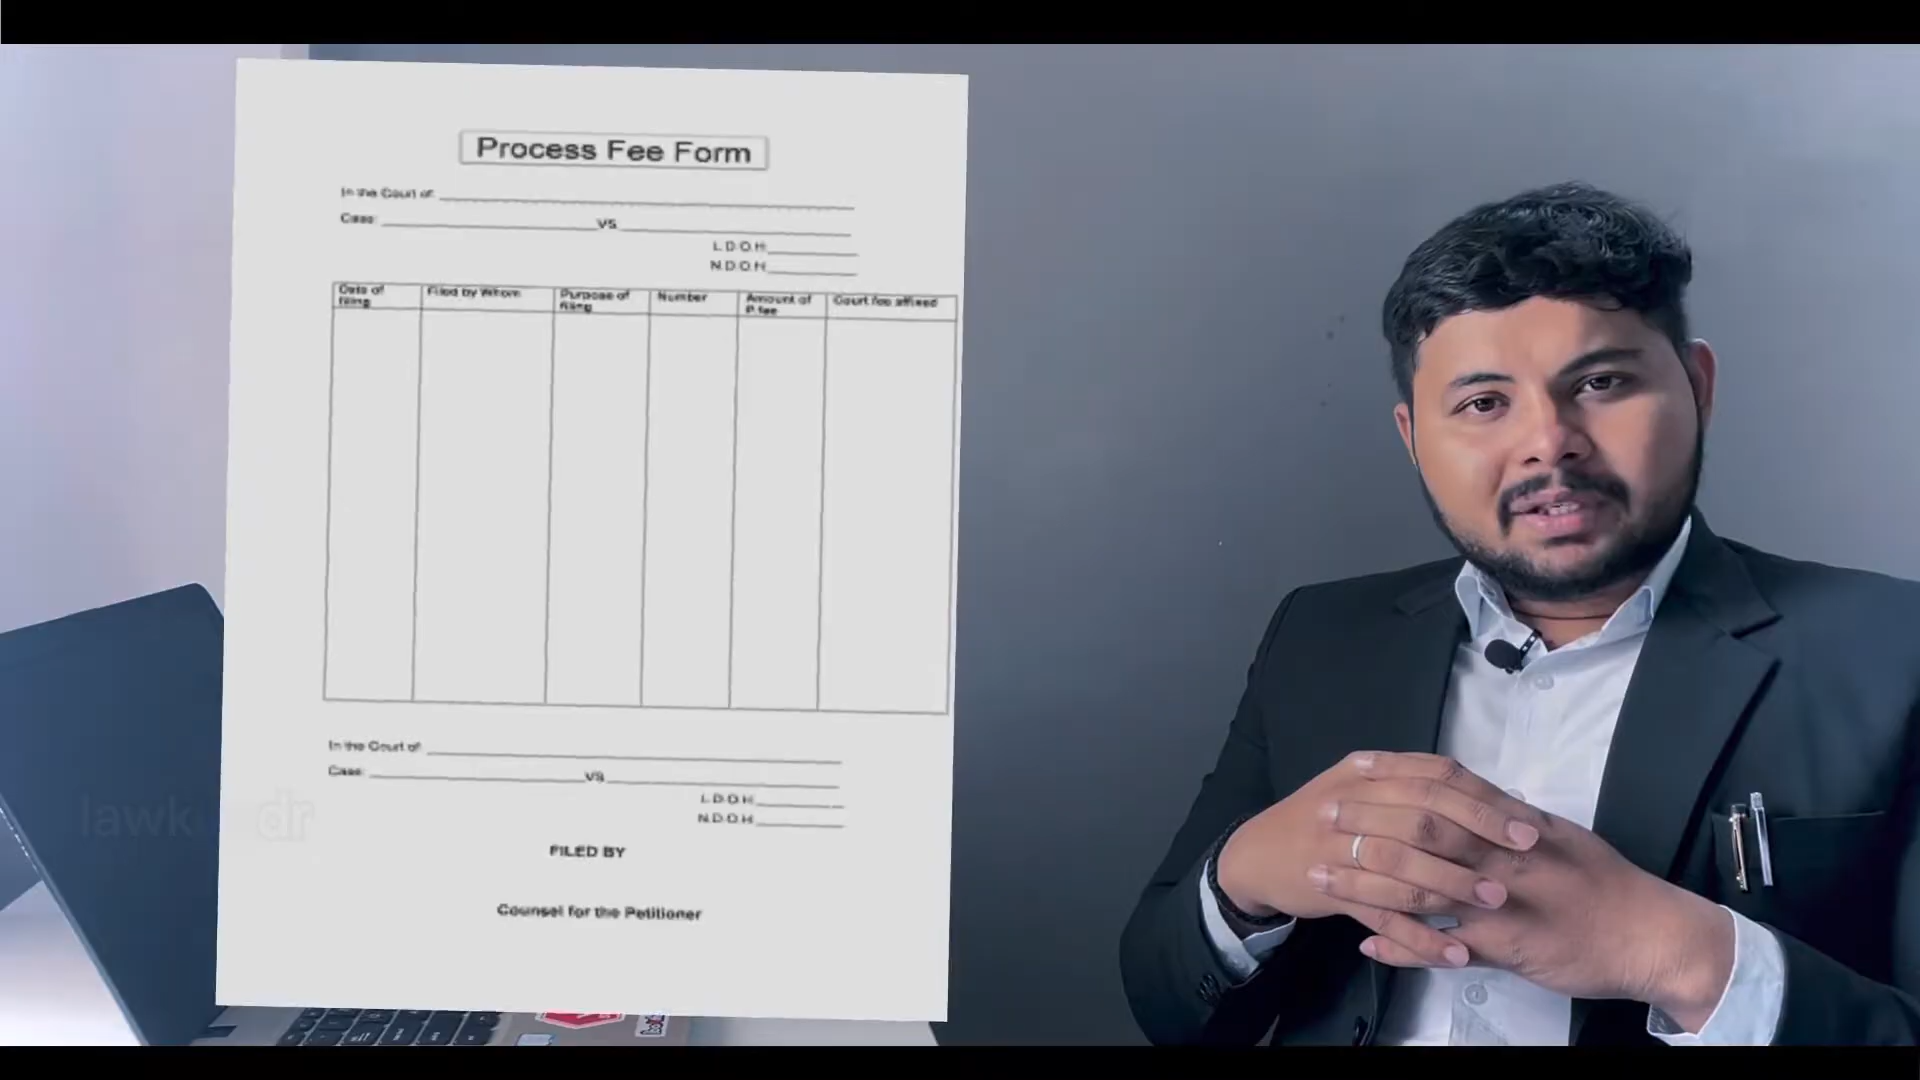 Process Fee Form
In the Court of:
Case: VS
L.D.O.H
N.D.O.H
Date of filing Filed by Whom Purpose of filing Number Amount of P.fee Court fee affixed
In the Court of:
Case: VS
L.D.O.H
N.D.O.H
FILED BY
Counsel for the Petitioner